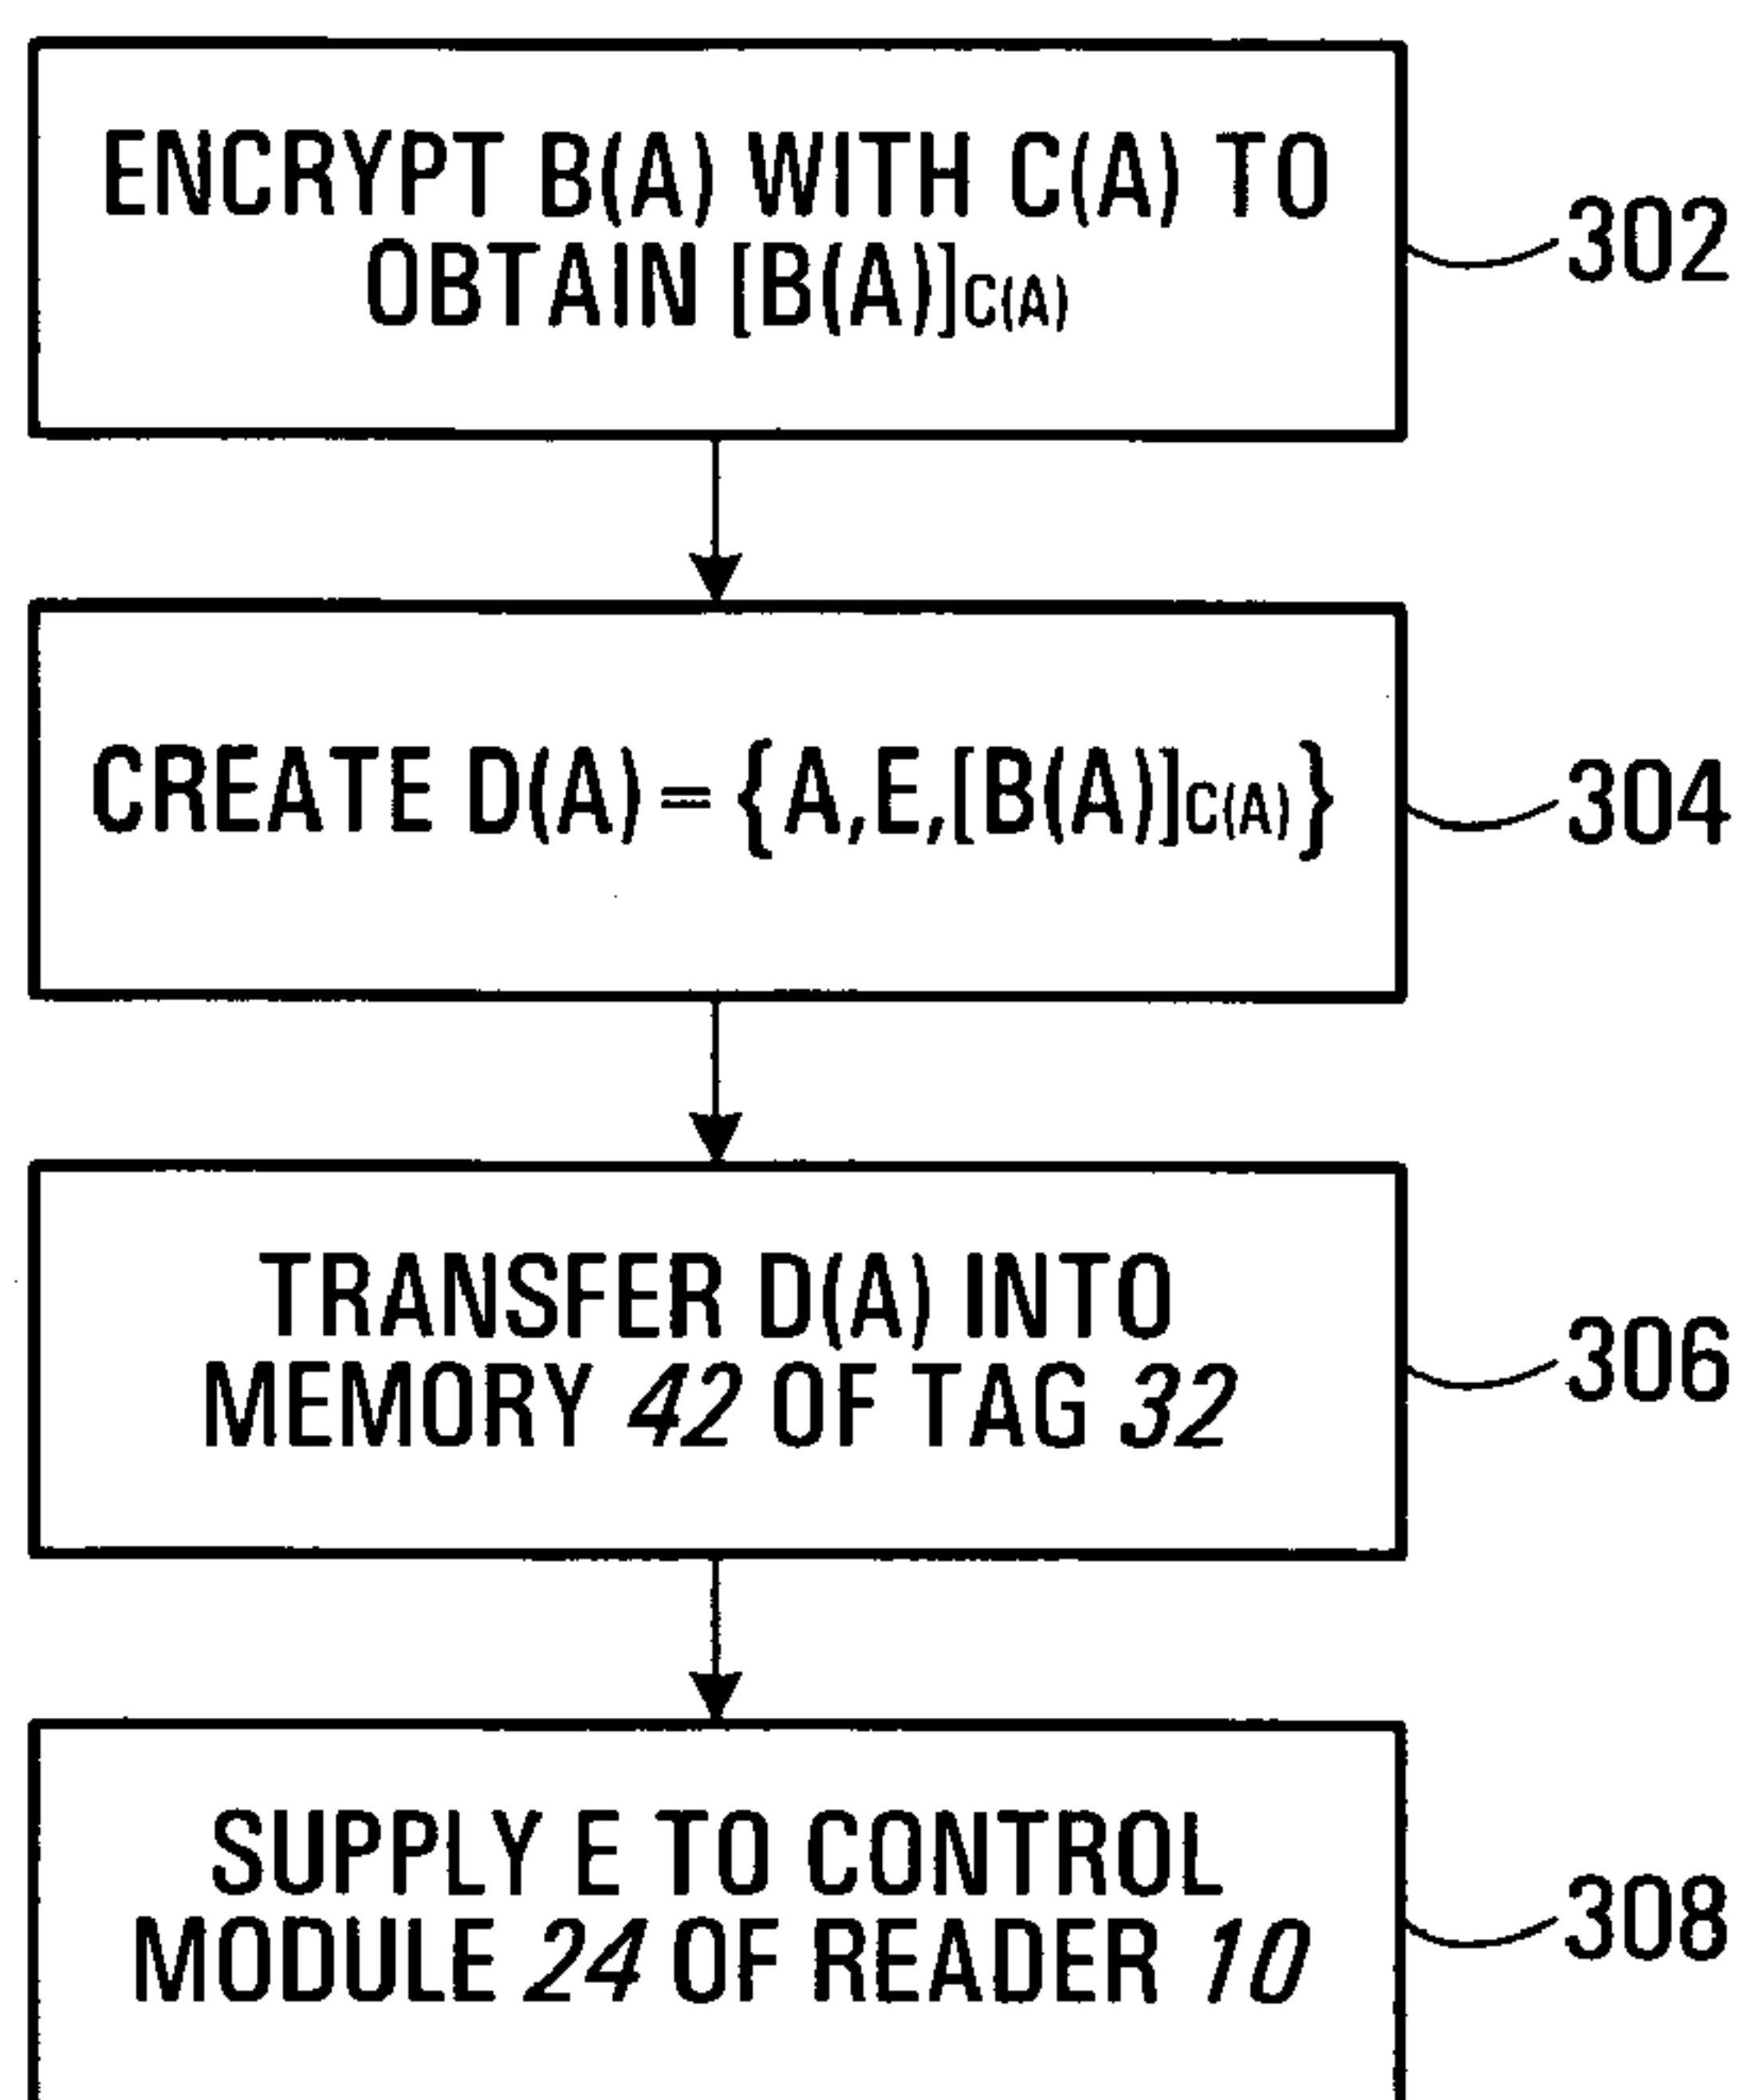 ENCRYPT B(A) WITH C(A) TO
OBTAIN [B(A)]C(A)
302
CREATE D(A) = {A,E,[B(A)]C(A)}
304
TRANSFER D(A) INTO
MEMORY 42 OF TAG 32
306
SUPPLY E TO CONTROL
MODULE 24 OF READER 10
308